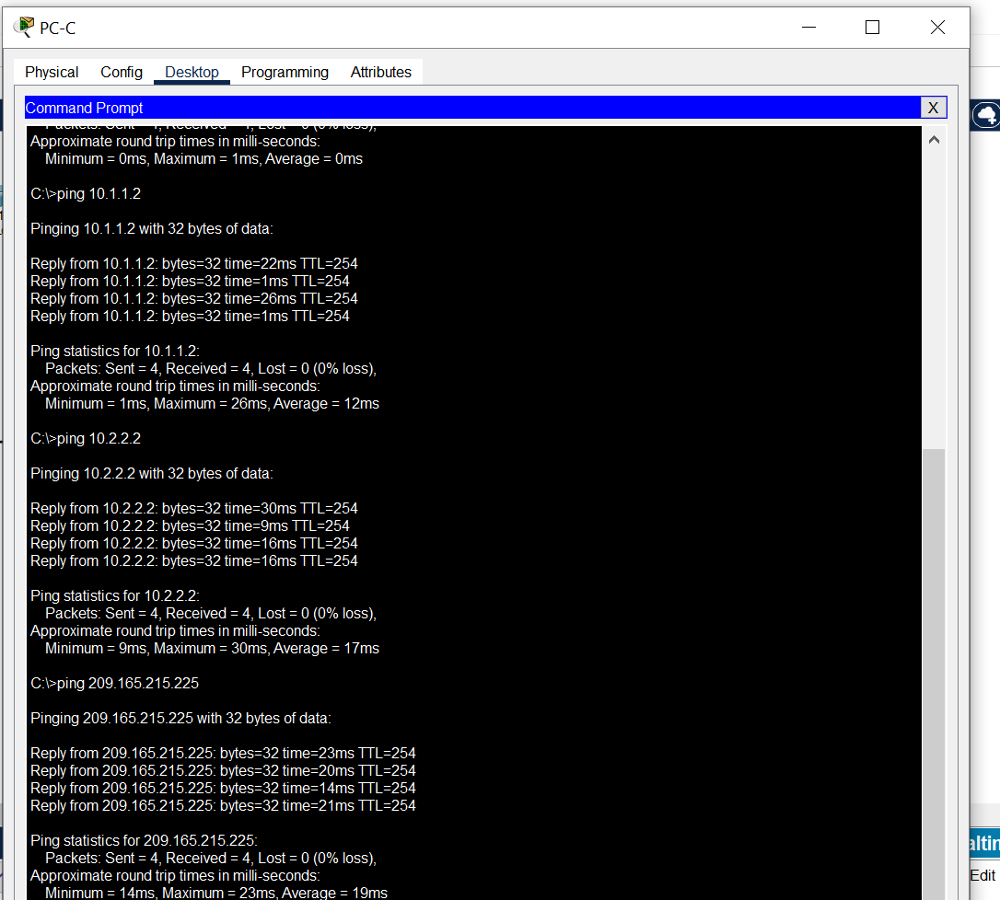 PC-C
Physical Config Desktop Programming Attributes
Command Prompt X
Packets: Sent = 4, Received = 4, Lost = 0 (0% loss),
Approximate round trip times in milli-seconds:
Minimum = 0ms, Maximum = 1ms, Average = 0ms
C:\>ping 10.1.1.2
Pinging 10.1.1.2 with 32 bytes of data:
Reply from 10.1.1.2: bytes=32 time=22ms TTL=254
Reply from 10.1.1.2: bytes=32 time=1ms TTL=254
Reply from 10.1.1.2: bytes=32 time=26ms TTL=254
Reply from 10.1.1.2: bytes=32 time=1ms TTL=254
Ping statistics for 10.1.1.2:
Packets: Sent = 4, Received = 4, Lost = 0 (0% loss),
Approximate round trip times in milli-seconds:
Minimum = 1ms, Maximum = 26ms, Average = 12ms
C:\>ping 10.2.2.2
Pinging 10.2.2.2 with 32 bytes of data:
Reply from 10.2.2.2: bytes=32 time=30ms TTL=254
Reply from 10.2.2.2: bytes=32 time=9ms TTL=254
Reply from 10.2.2.2: bytes=32 time=16ms TTL=254
Reply from 10.2.2.2: bytes=32 time=16ms TTL=254
Ping statistics for 10.2.2.2:
Packets: Sent = 4, Received = 4, Lost = 0 (0% loss),
Approximate round trip times in milli-seconds:
Minimum = 9ms, Maximum = 30ms, Average = 17ms
C:\>ping 209.165.215.225
Pinging 209.165.215.225 with 32 bytes of data:
Reply from 209.165.215.225: bytes=32 time=23ms TTL=254
Reply from 209.165.215.225: bytes=32 time=20ms TTL=254
Reply from 209.165.215.225: bytes=32 time=14ms TTL=254
Reply from 209.165.215.225: bytes=32 time=21ms TTL=254
Ping statistics for 209.165.215.225:
Packets: Sent = 4, Received = 4, Lost = 0 (0% loss),
Approximate round trip times in milli-seconds:
Minimum = 14ms, Maximum = 23ms, Average = 19ms
altin
Edit